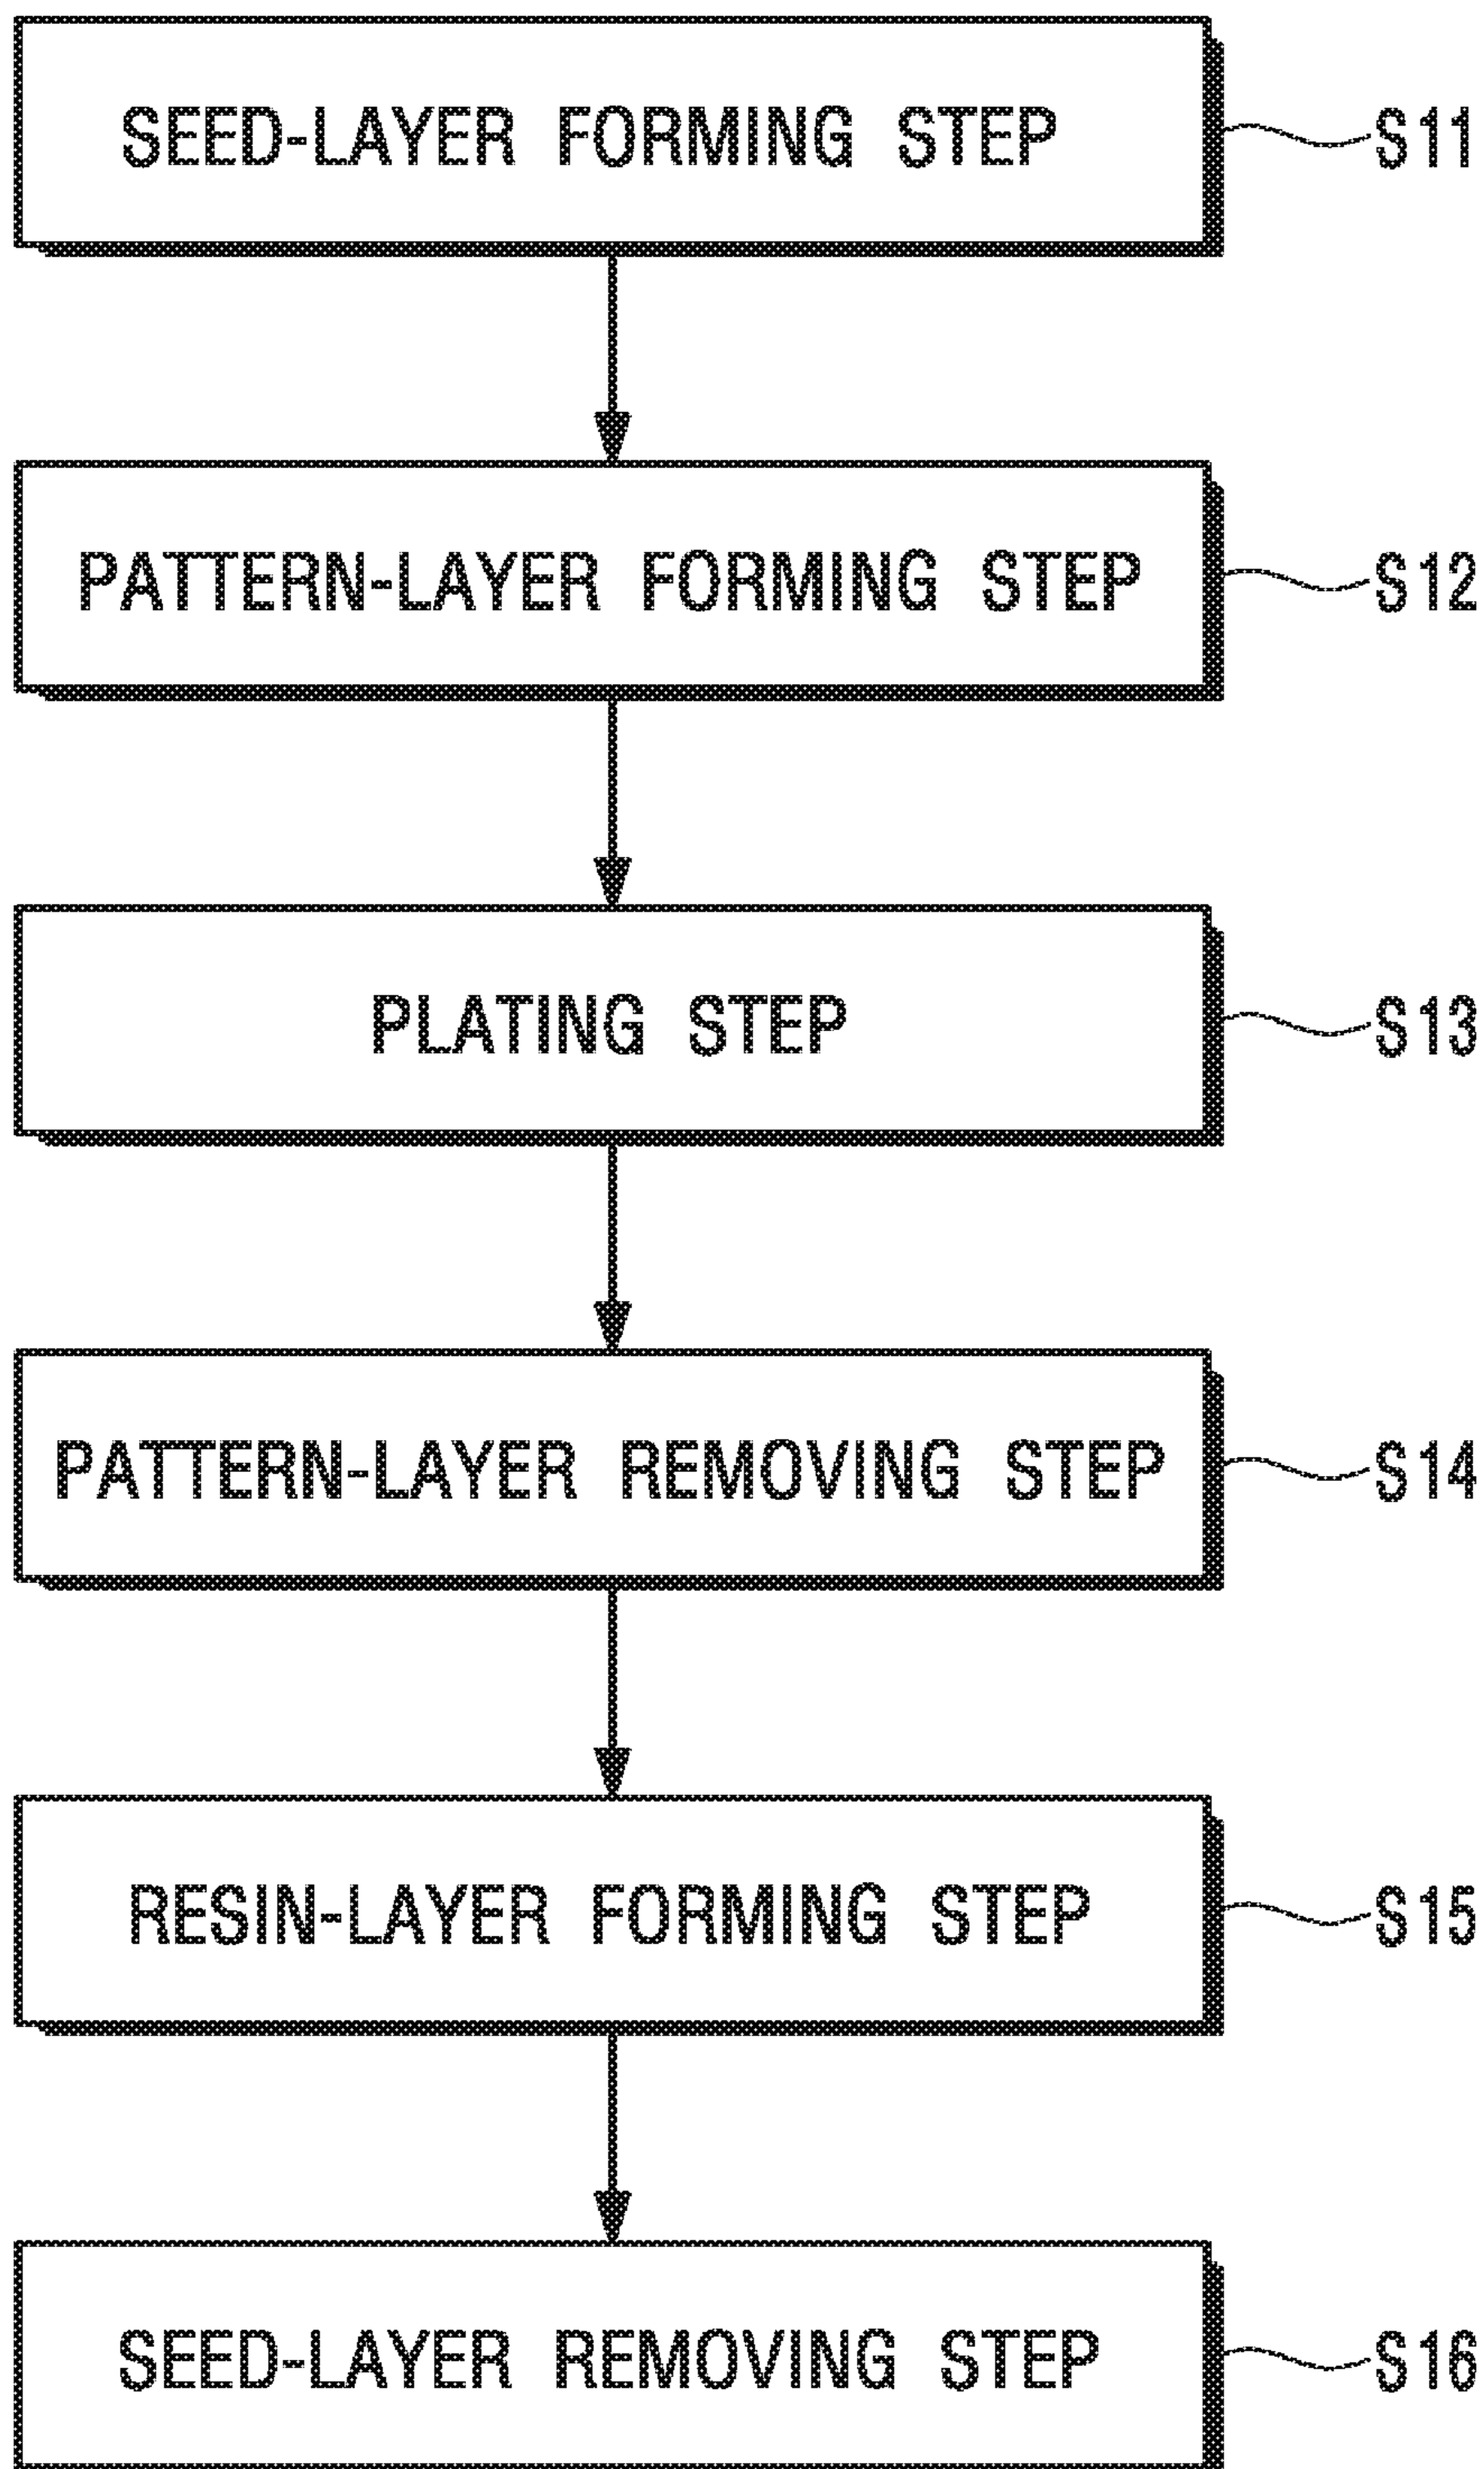 SEED-LAYER FORMING STEP S11
PATTERN-LAYER FORMING STEP S12
PLATING STEP S13
PATTERN-LAYER REMOVING STEP S14
RESIN-LAYER FORMING STEP S15
SEED-LAYER REMOVING STEP S16